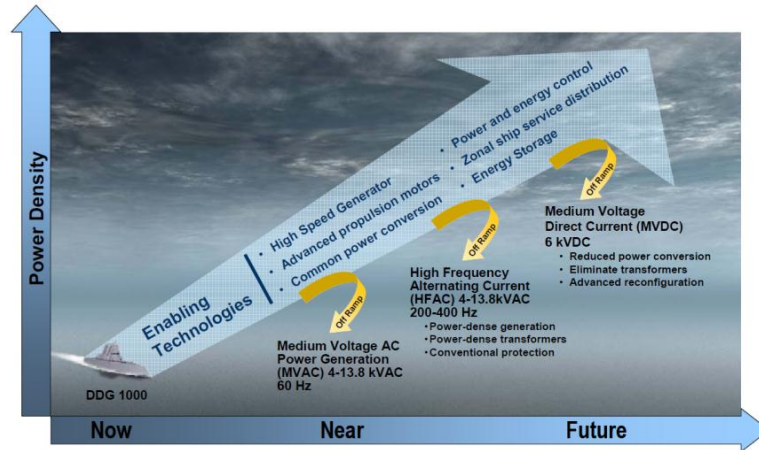 Power Density
Enabling
Technologies
• High Speed Generator
• Advanced propulsion motors
• Common power conversion
• Power and energy control
• Zonal ship service distribution
• Energy Storage
Off Ramp
Medium Voltage AC
Power Generation
(MVAC) 4-13.8 kVAC
60 Hz
Off Ramp
High Frequency
Alternating Current
(HFAC) 4-13.8kVAC
200-400 Hz
• Power-dense generation
• Power-dense transformers
• Conventional protection
Off Ramp
Medium Voltage
Direct Current (MVDC)
6 kVDC
• Reduced power conversion
• Eliminate transformers
• Advanced reconfiguration
DDG 1000
Now
Near
Future